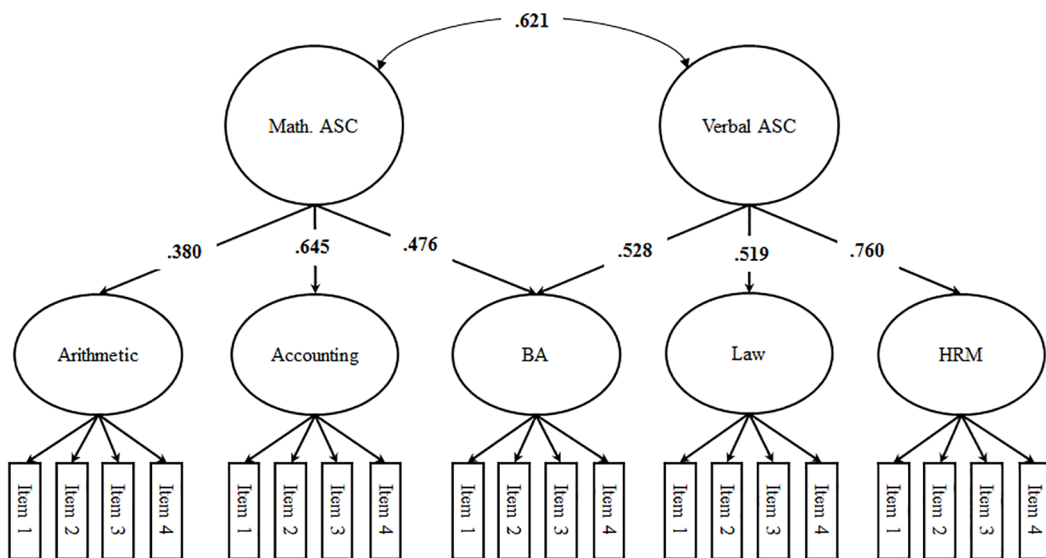 .621
Math. ASC
Verbal ASC
.380
.645
.476
.528
.519
.760
Arithmetic
Accounting
BA
Law
HRM
Item 1
Item 2
Item 3
Item 4
Item 1
Item 2
Item 3
Item 4
Item 1
Item 2
Item 3
Item 4
Item 1
Item 2
Item 3
Item 4
Item 1
Item 2
Item 3
Item 4